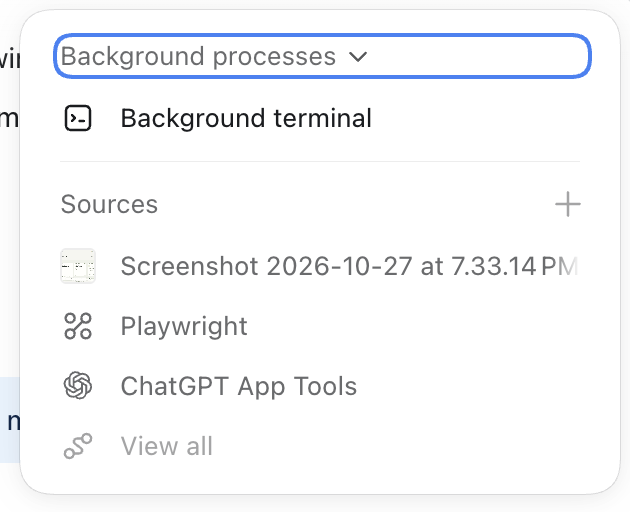 Background processes
Background terminal
Sources
Screenshot 2026-10-27 at 7.33.14 PM
Playwright
ChatGPT App Tools
View all